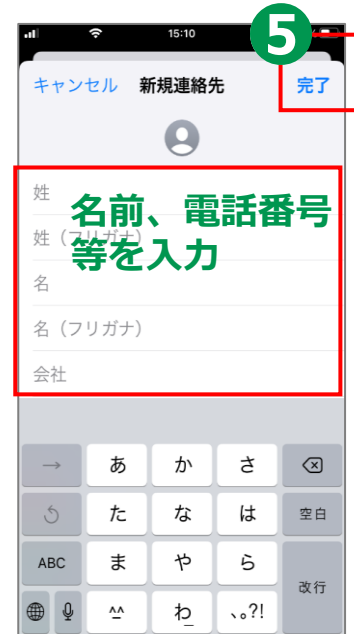 15:10
5
キャンセル 新規連絡先 完了
姓
名前、電話番号
姓（フリガナ）
等を入力
名
名（フリガナ）
会社
→ あ か さ
た な は 空白
ABC ま や ら
改行
^^ わ_ 、。?!